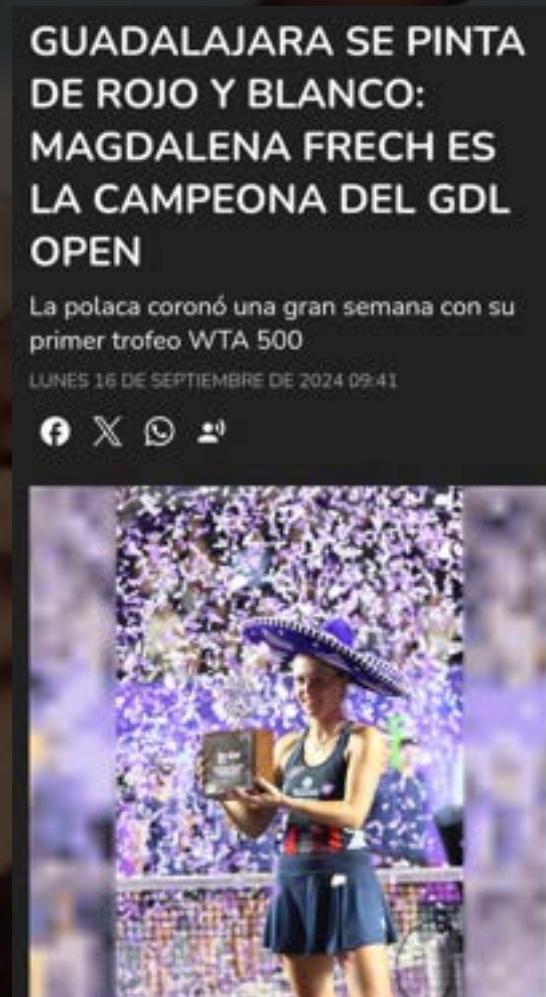 GUADALAJARA SE PINTA
DE ROJO Y BLANCO:
MAGDALENA FRECH ES
LA CAMPEONA DEL GDL
OPEN
La polaca coronó una gran semana con su
primer trofeo WTA 500
LUNES 16 DE SEPTIEMBRE DE 2024 09:41